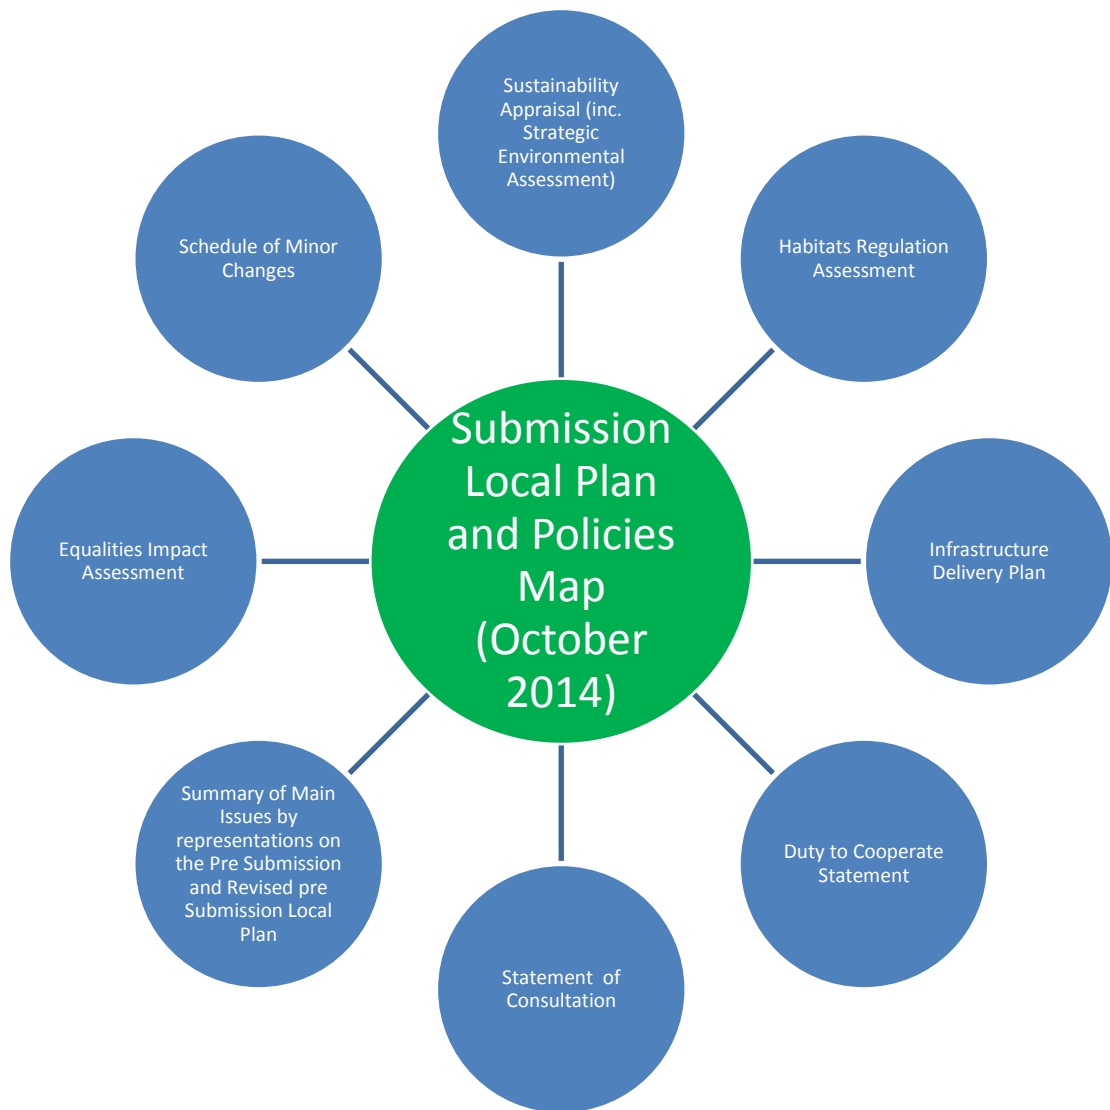 Sustainability
Appraisal (inc.
Strategic
Environmental
Assessment)
Habitats Regulation
Assessment
Infrastructure
Delivery Plan
Duty to Cooperate
Statement
Statement  of
Consultation
Summary of Main
Issues by
representations on
the Pre Submission
and Revised pre
Submission Local
Plan
Equalities Impact
Assessment
Schedule of Minor
Changes
Submission
Local Plan
and Policies
Map
(October
2014)